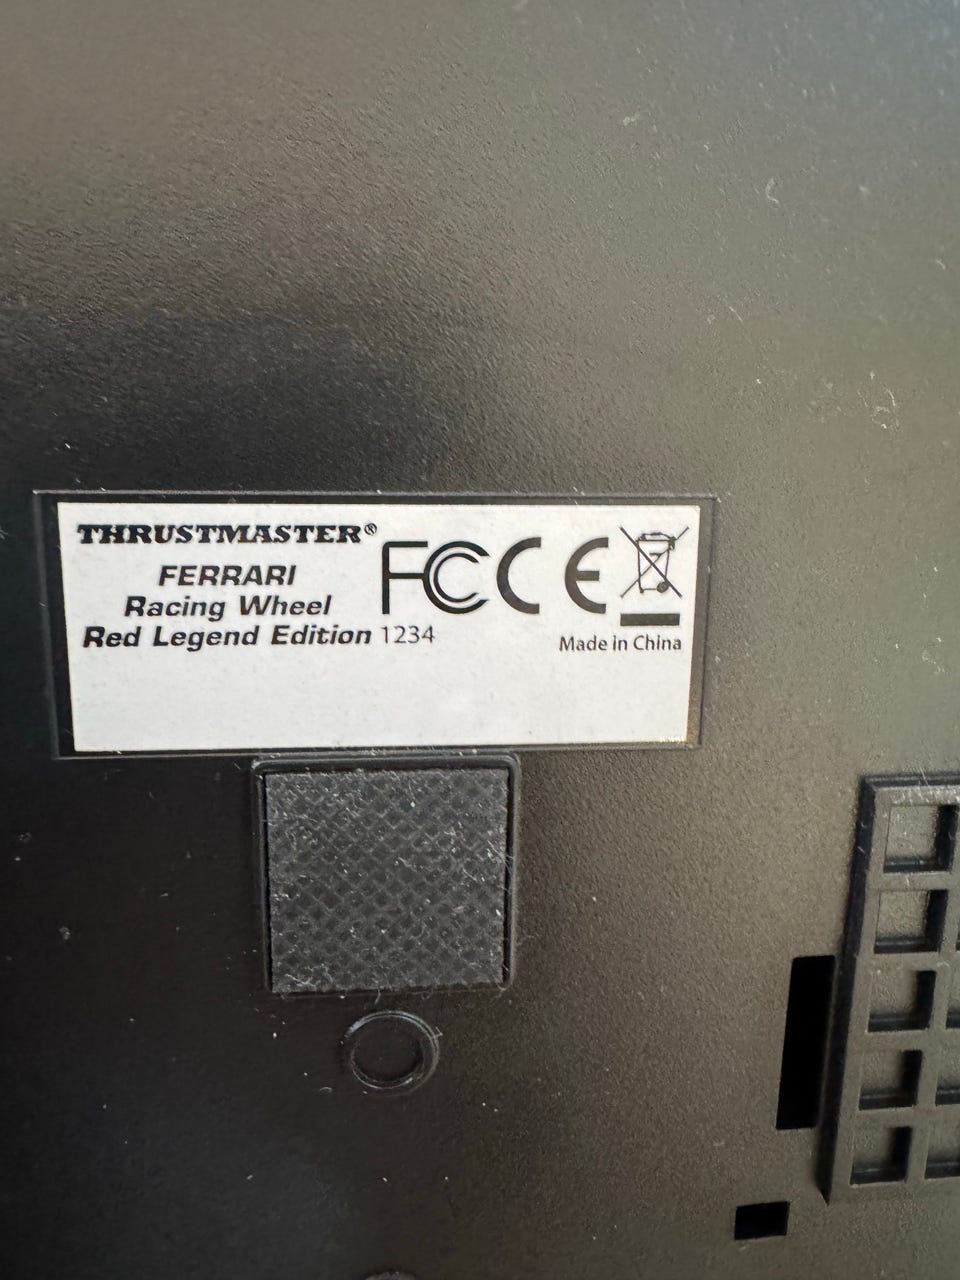 THRUSTMASTER®
FERRARI
Racing Wheel
Red Legend Edition 1234
FC CE
Made in China